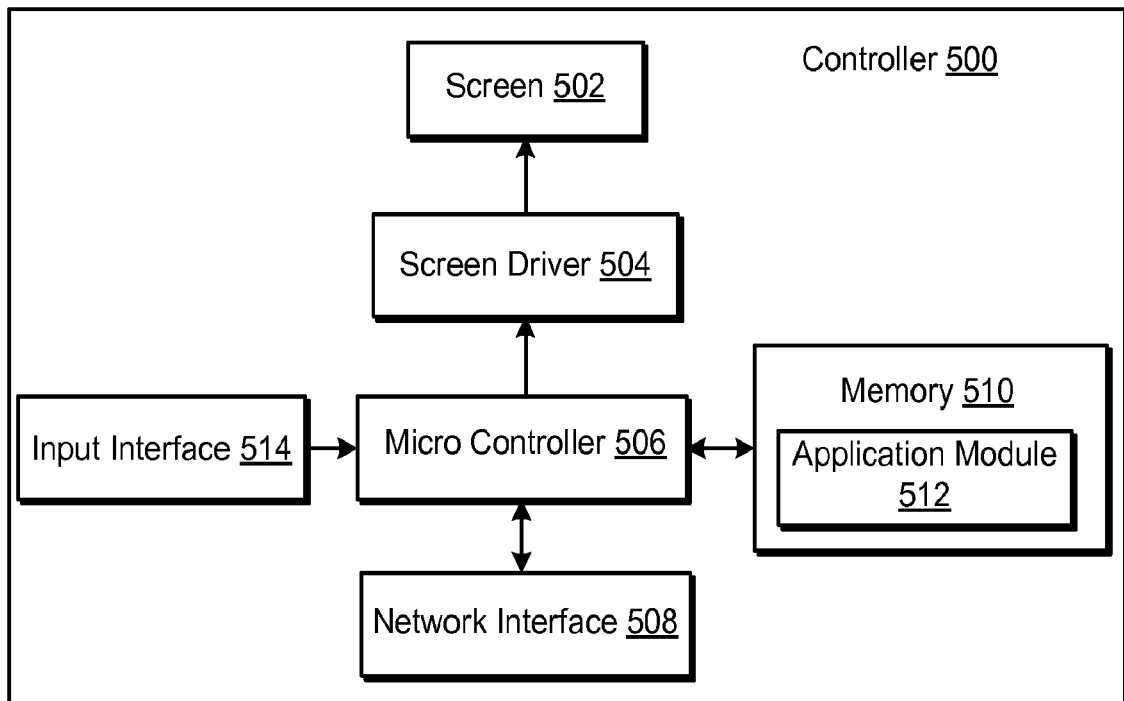 Controller 500
Screen 502
Screen Driver 504
Memory 510
Input Interface 514
Micro Controller 506
Application Module
512
Network Interface 508